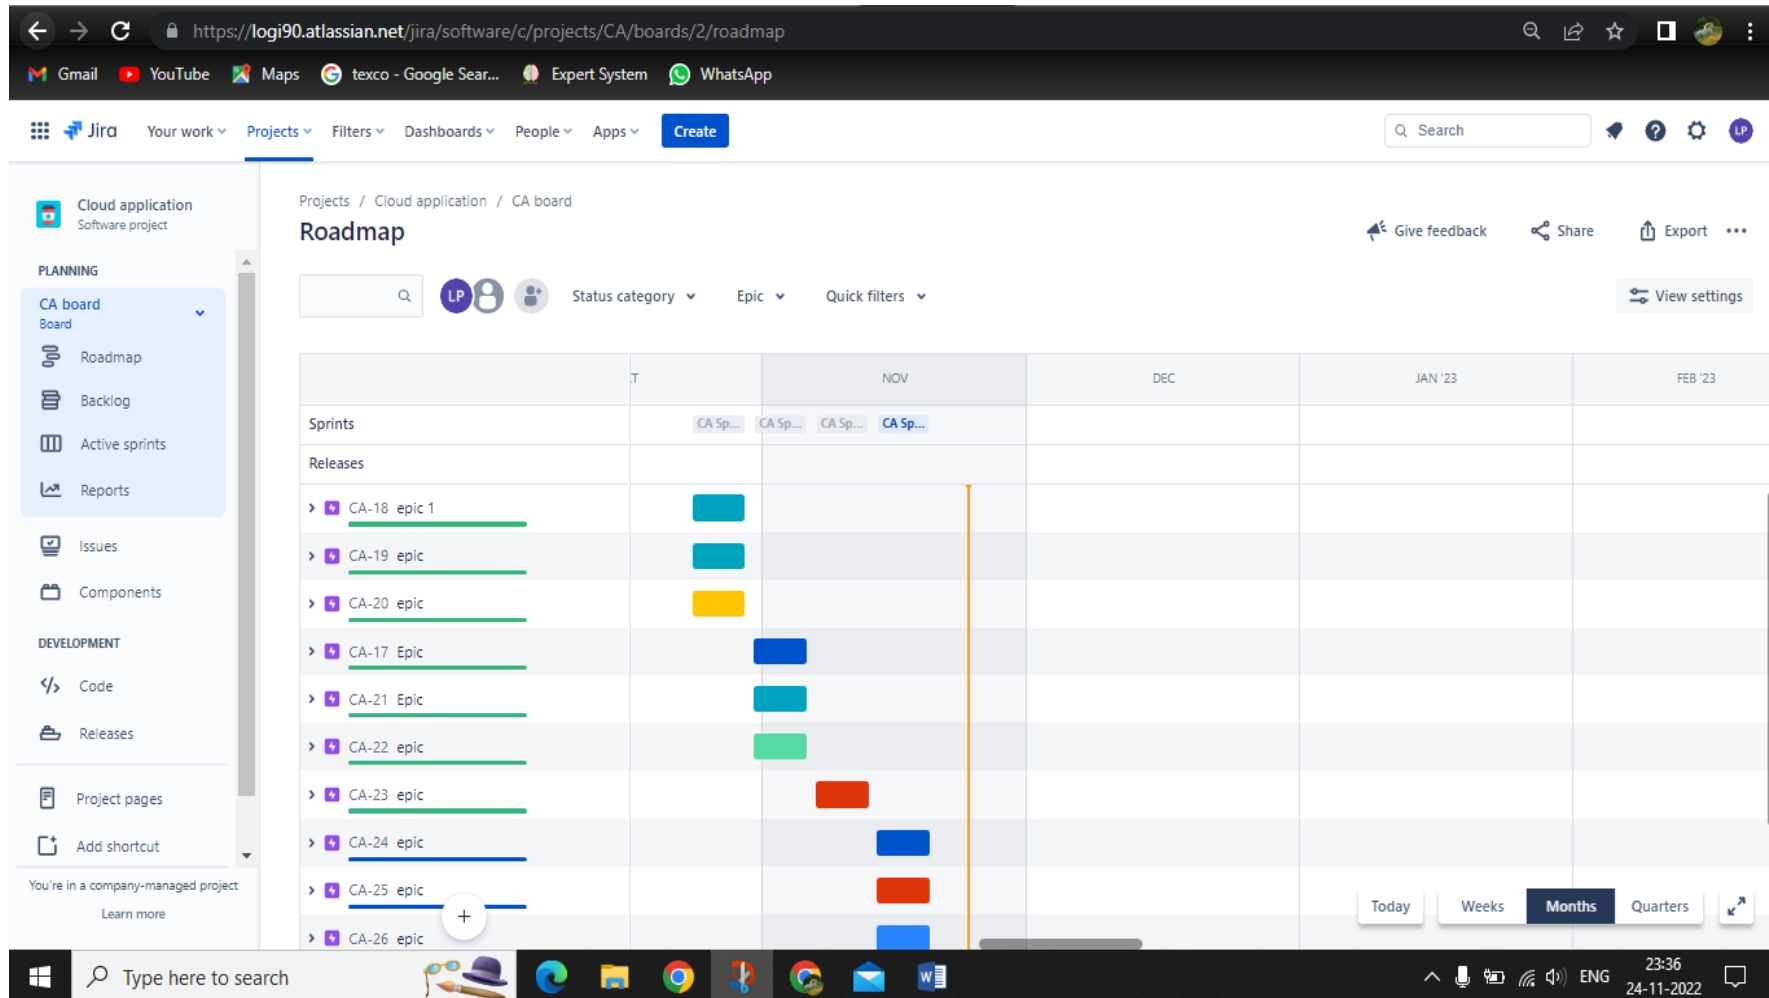 https://logi90.atlassian.net/jira/software/c/projects/CA/boards/2/roadmap
Gmail YouTube Maps texco - Google Sear... Expert System WhatsApp
Jira Your work Projects Filters Dashboards People Apps Create Search LP
Cloud application
Software project
PLANNING
CA board
Board
Roadmap
Backlog
Active sprints
Reports
Issues
Components
DEVELOPMENT
Code
Releases
Project pages
Add shortcut
You're in a company-managed project
Learn more
Projects / Cloud application / CA board
Roadmap
Give feedback Share Export
LP Status category Epic Quick filters View settings
T NOV DEC JAN '23 FEB '23
Sprints CA Sp... CA Sp... CA Sp... CA Sp...
Releases
CA-18 epic 1
CA-19 epic
CA-20 epic
CA-17 Epic
CA-21 Epic
CA-22 epic
CA-23 epic
CA-24 epic
CA-25 epic
CA-26 epic
Today Weeks Months Quarters
Type here to search
ENG
23:36
24-11-2022